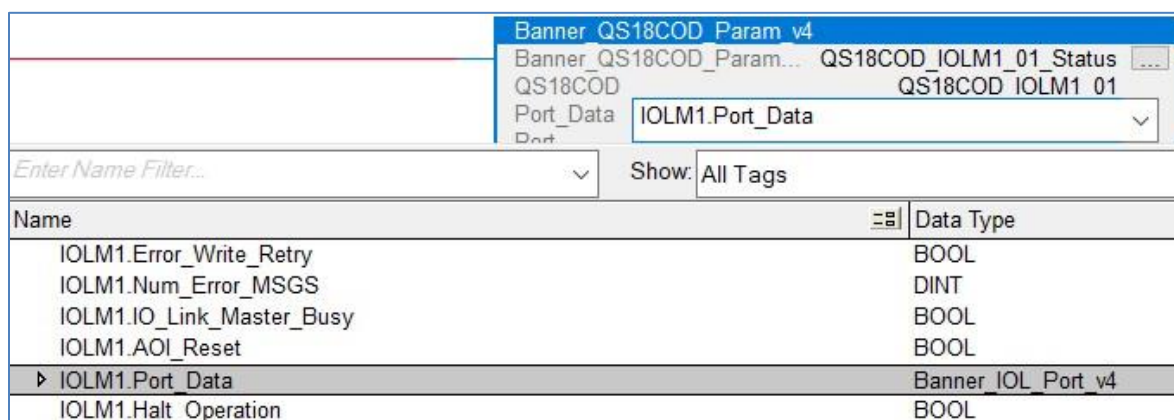 Banner_QS18COD_Param_v4
Banner_QS18COD_Param... QS18COD_IOLM1_01_Status ...
QS18COD QS18COD_IOLM1_01
Port_Data IOLM1.Port_Data
Port
Enter Name Filter... Show: All Tags
Name Data Type
IOLM1.Error_Write_Retry BOOL
IOLM1.Num_Error_MSGS DINT
IOLM1.IO_Link_Master_Busy BOOL
IOLM1.AOI_Reset BOOL
IOLM1.Port_Data Banner_IOL_Port_v4
IOLM1.Halt_Operation BOOL